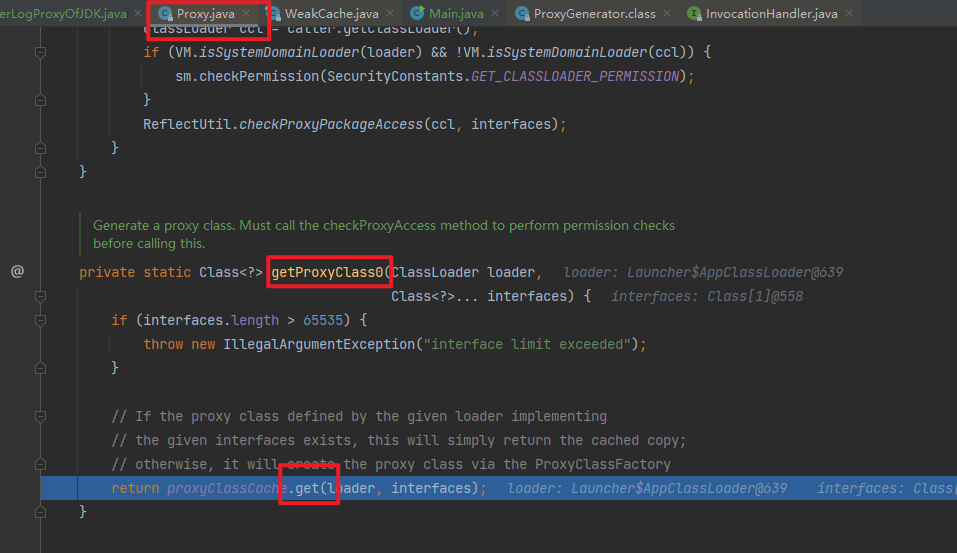 erLogProxyOfJDK.java × Proxy.java × WeakCache.java × Main.java × ProxyGenerator.class × InvocationHandler.java ×
ClassLoader ccl = caller.getClassLoader();
if (VM.isSystemDomainLoader(loader) && !VM.isSystemDomainLoader(ccl)) {
sm.checkPermission(SecurityConstants.GET_CLASSLOADER_PERMISSION);
}
ReflectUtil.checkProxyPackageAccess(ccl, interfaces);
}
}
Generate a proxy class. Must call the checkProxyAccess method to perform permission checks
before calling this.
@ private static Class<?> getProxyClass0(ClassLoader loader, loader: Launcher$AppClassLoader@639
Class<?>... interfaces) { interfaces: Class[1]@558
if (interfaces.length > 65535) {
throw new IllegalArgumentException("interface limit exceeded");
}
// If the proxy class defined by the given loader implementing
// the given interfaces exists, this will simply return the cached copy;
// otherwise, it will create the proxy class via the ProxyClassFactory
return proxyClassCache.get(loader, interfaces); loader: Launcher$AppClassLoader@639 interfaces: Class[
}